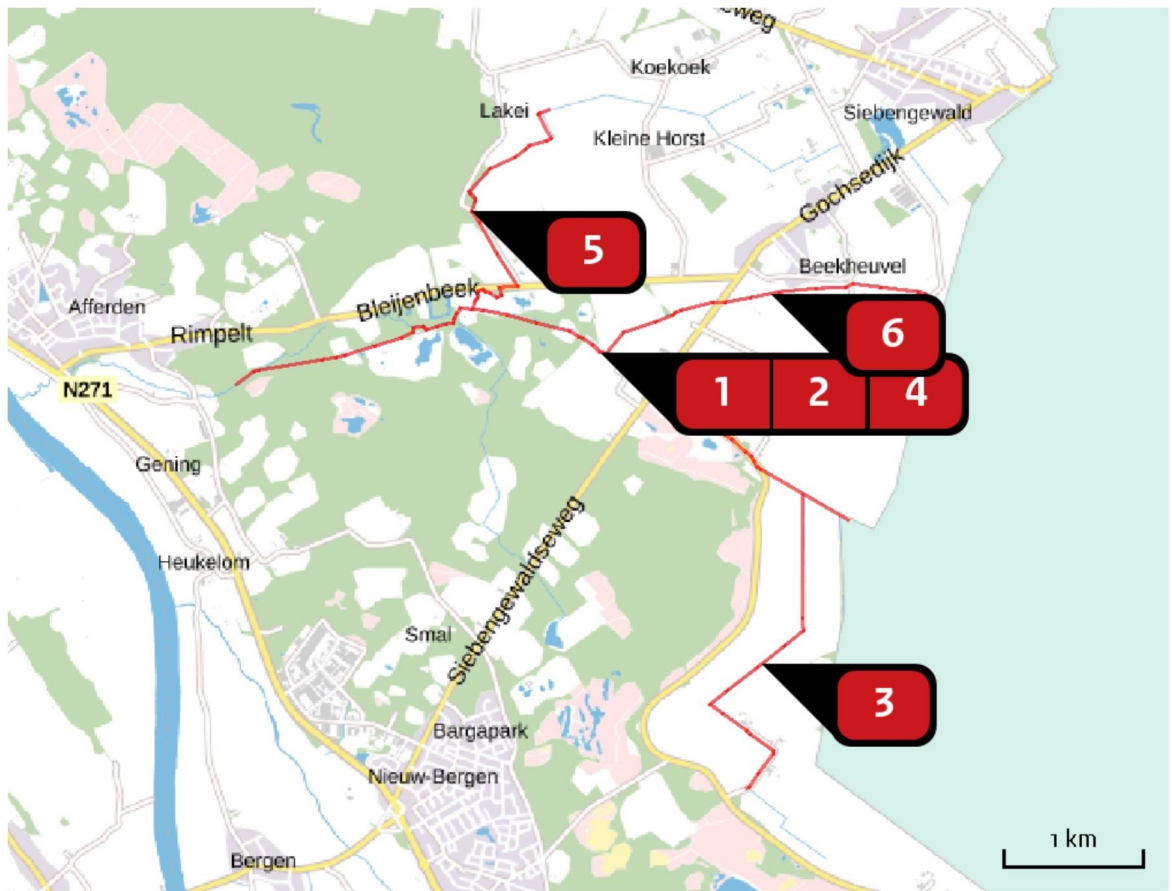 eweg
Koekoek
Lakei
Siebengewald
Kleine Horst
Gochsedijk
5
Beekheuvel
Bleijenbeek
Afferden
Rimpelt
6
N271
1 2 4
Gening
Siebengewaldseweg
Heukelom
Smal
3
Bargapark
Nieuw-Bergen
1 km
Bergen